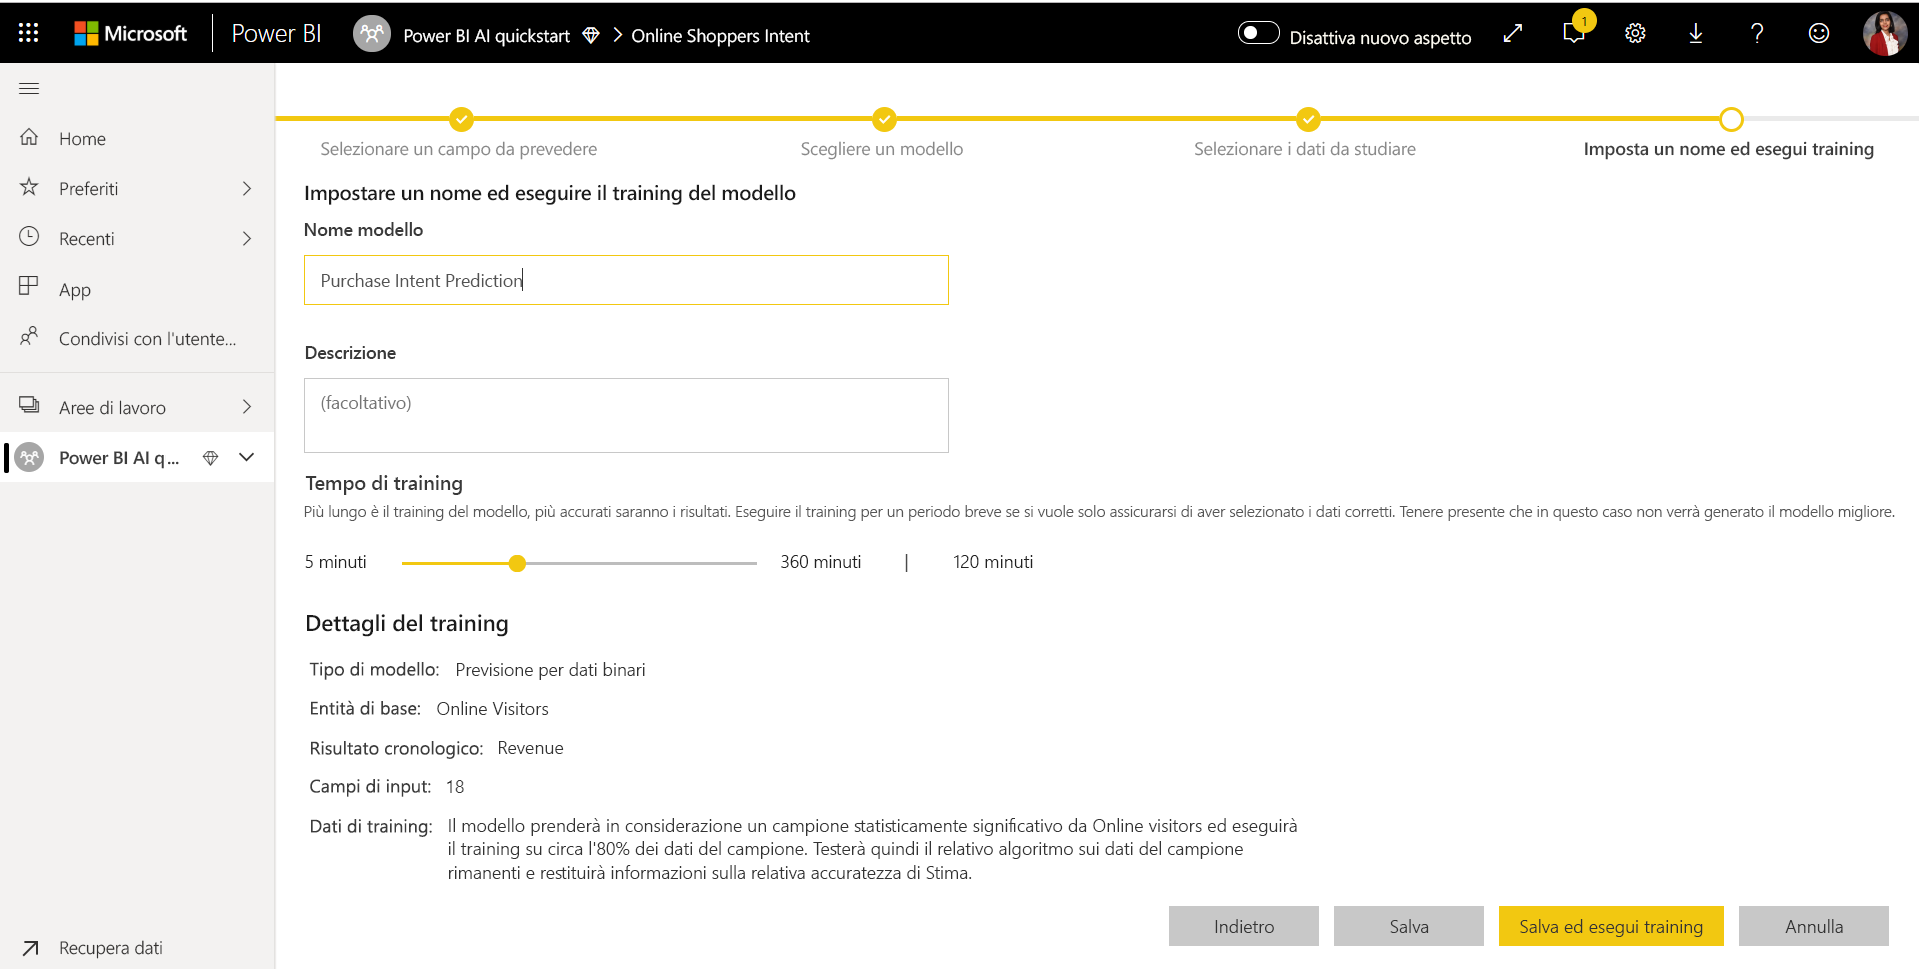 Microsoft
Power BI
Power BI AI quickstart
Online Shoppers Intent
Disattiva nuovo aspetto
1
Home
Preferiti
Recenti
App
Condivisi con l'utente...
Aree di lavoro
Power BI AI q...
Recupera dati
Selezionare un campo da prevedere
Scegliere un modello
Selezionare i dati da studiare
Imposta un nome ed esegui training
Impostare un nome ed eseguire il training del modello
Nome modello
Purchase Intent Prediction
Descrizione
(facoltativo)
Tempo di training
Più lungo è il training del modello, più accurati saranno i risultati. Eseguire il training per un periodo breve se si vuole solo assicurarsi di aver selezionato i dati corretti. Tenere presente che in questo caso non verrà generato il modello migliore.
5 minuti 360 minuti | 120 minuti
Dettagli del training
Tipo di modello: Previsione per dati binari
Entità di base: Online Visitors
Risultato cronologico: Revenue
Campi di input: 18
Dati di training: Il modello prenderà in considerazione un campione statisticamente significativo da Online visitors ed eseguirà
il training su circa l'80% dei dati del campione. Testerà quindi il relativo algoritmo sui dati del campione
rimanenti e restituirà informazioni sulla relativa accuratezza di Stima.
Indietro
Salva
Salva ed esegui training
Annulla